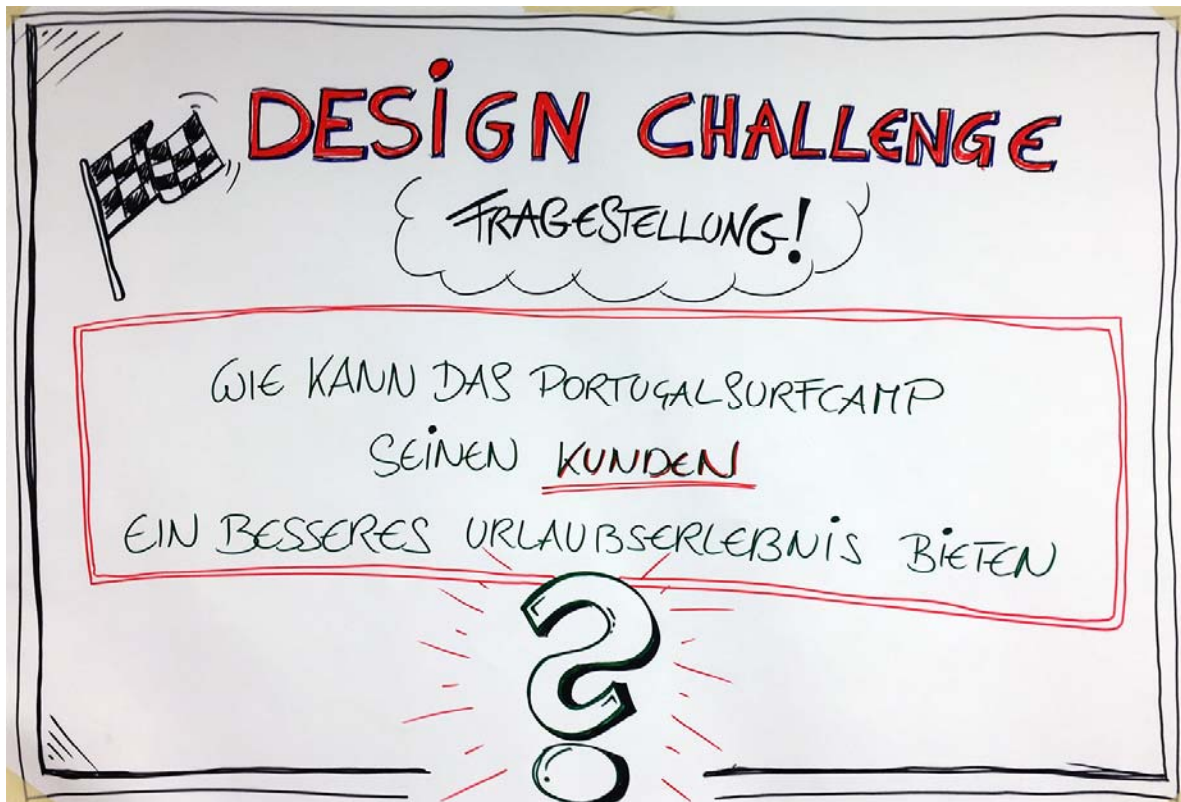 DESIGN CHALLENGE
FRAGESTELLUNG!
WIE KANN DAS PORTUGALSURFCAMP
SEINEN KUNDEN
EIN BESSERES URLAUBSERLEBNIS BIETEN
?